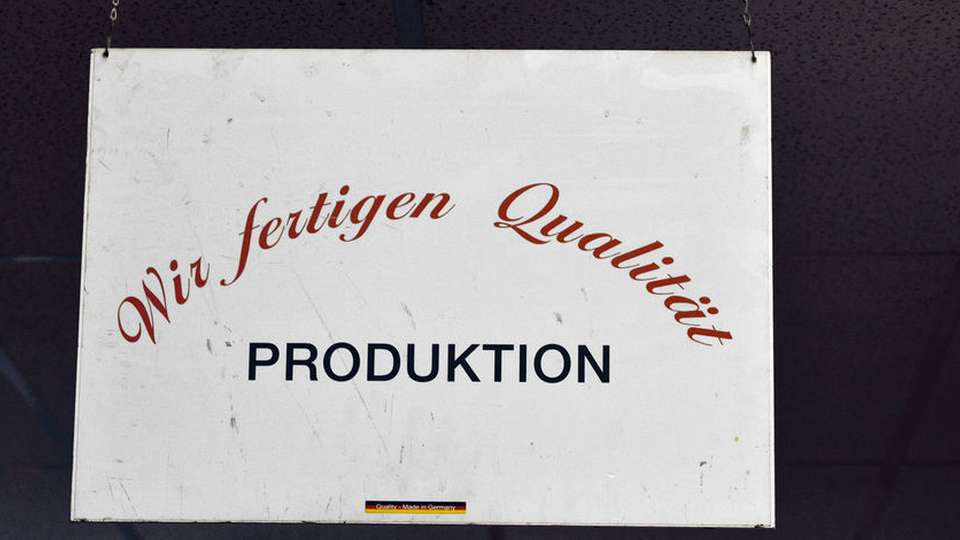 Wir fertigen Qualität
PRODUKTION
Quality - Made in Germany